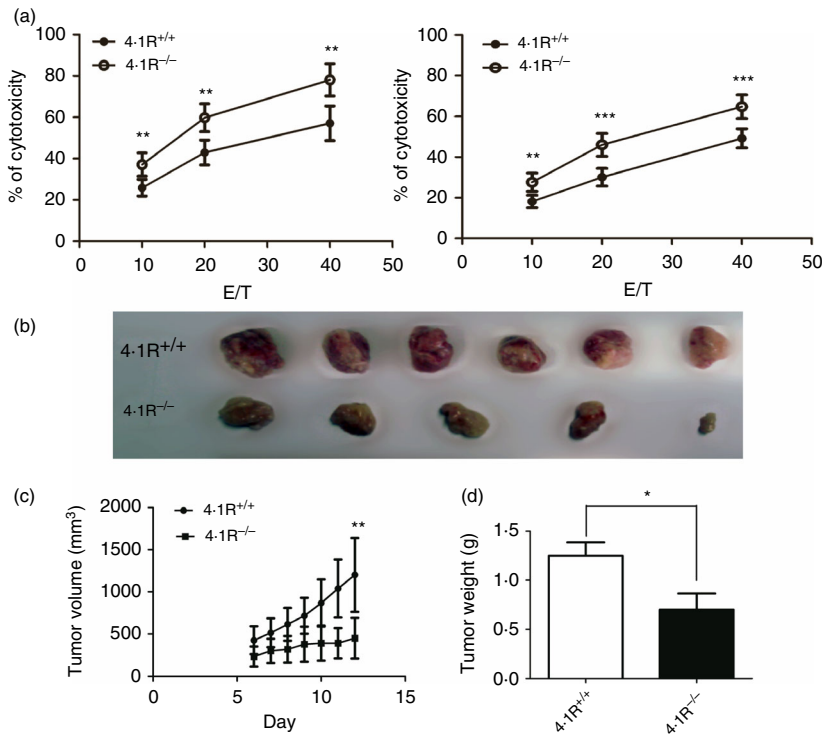 (a)
100
80
60
40
20
0
% of cytotoxicity
4·1R+/+
4·1R–/–
**
**
**
0 10 20 30 40 50
E/T
100
80
60
40
20
0
% of cytotoxicity
4·1R+/+
4·1R–/–
**
***
***
0 10 20 30 40 50
E/T
(b)
4·1R+/+
4·1R–/–
(c)
2000
1500
1000
500
0
Tumor volume (mm³)
4·1R+/+
4·1R–/–
**
0 5 10 15
Day
(d)
*
1·5
1·0
0·5
0·0
Tumor weight (g)
4·1R+/+
4·1R–/–